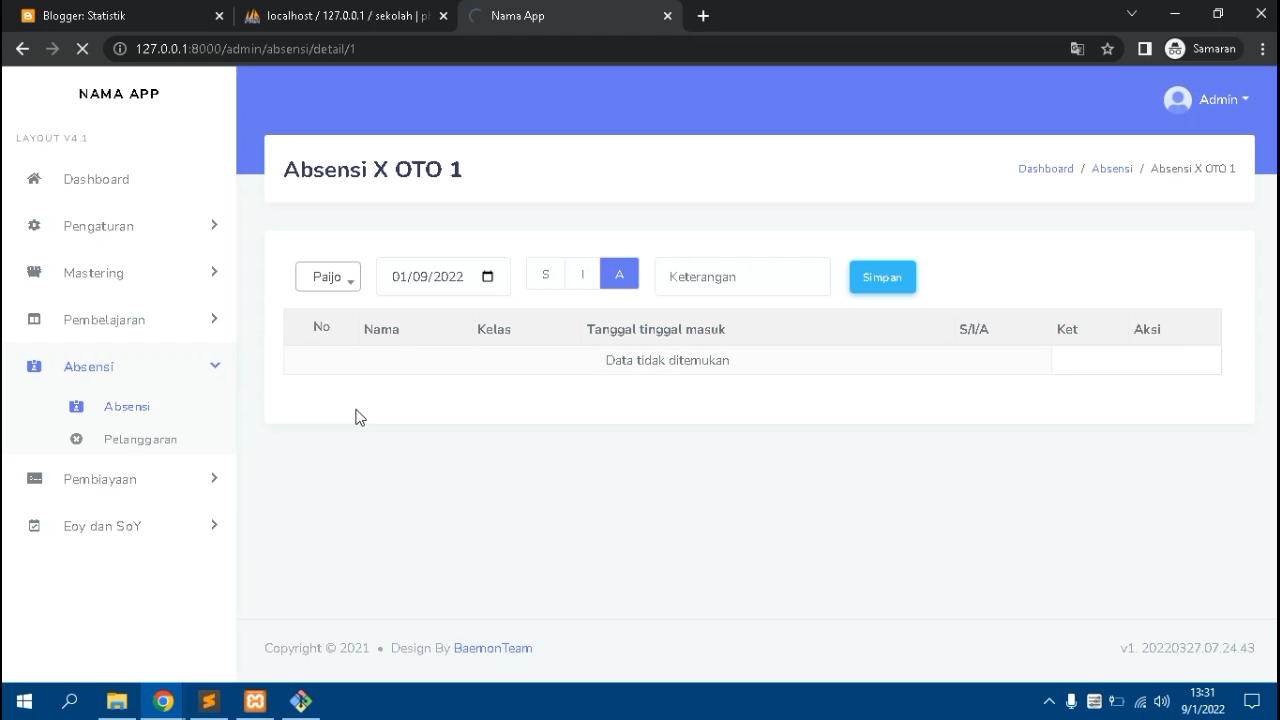 Blogger: Statistik
localhost / 127.0.0.1 / sekolah | p
Nama App
127.0.0.1:8000/admin/absensi/detail/1
Samaran
NAMA APP
Admin
LAYOUT V4.1
Absensi X OTO 1
Dashboard / Absensi / Absensi X OTO 1
Dashboard
Pengaturan
Mastering
Pembelajaran
Absensi
Absensi
Pelanggaran
Pembiayaan
Eoy dan SoY
Paijo 01/09/2022 S I A Keterangan Simpan
No Nama Kelas Tanggal tinggal masuk S/I/A Ket Aksi
Data tidak ditemukan
Copyright © 2021 • Design By BaemonTeam
v1. 20220327.07.24.43
13:31
9/1/2022